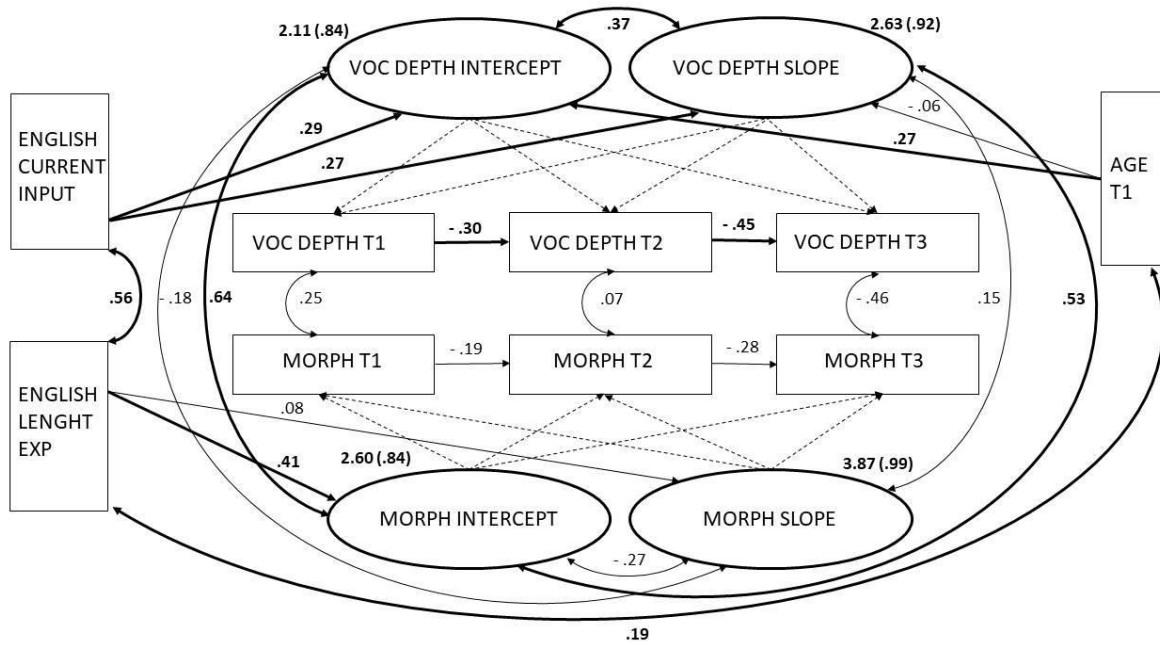 2.11 (.84)
.37
2.63 (.92)
VOC DEPTH INTERCEPT
VOC DEPTH SLOPE
- .06
ENGLISH
CURRENT
INPUT
.29
.27
.27
AGE
T1
VOC DEPTH T1
- .30
VOC DEPTH T2
- .45
VOC DEPTH T3
.56
- .18
.64
.25
.07
- .46
.15
.53
MORPH T1
- .19
MORPH T2
- .28
MORPH T3
ENGLISH
LENGHT
EXP
.08
.41
2.60 (.84)
3.87 (.99)
MORPH INTERCEPT
MORPH SLOPE
- .27
.19